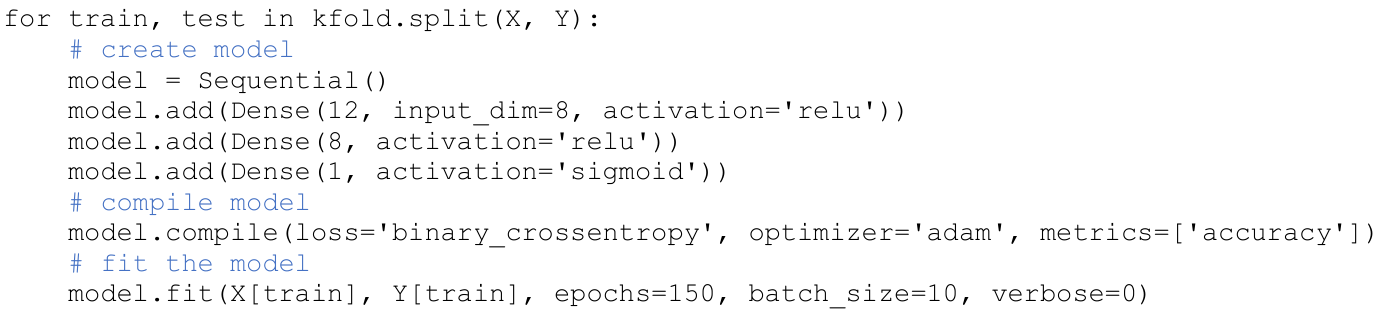 for train, test in kfold.split(X, Y):
    # create model
    model = Sequential()
    model.add(Dense(12, input_dim=8, activation='relu'))
    model.add(Dense(8, activation='relu'))
    model.add(Dense(1, activation='sigmoid'))
    # compile model
    model.compile(loss='binary_crossentropy', optimizer='adam', metrics=['accuracy'])
    # fit the model
    model.fit(X[train], Y[train], epochs=150, batch_size=10, verbose=0)